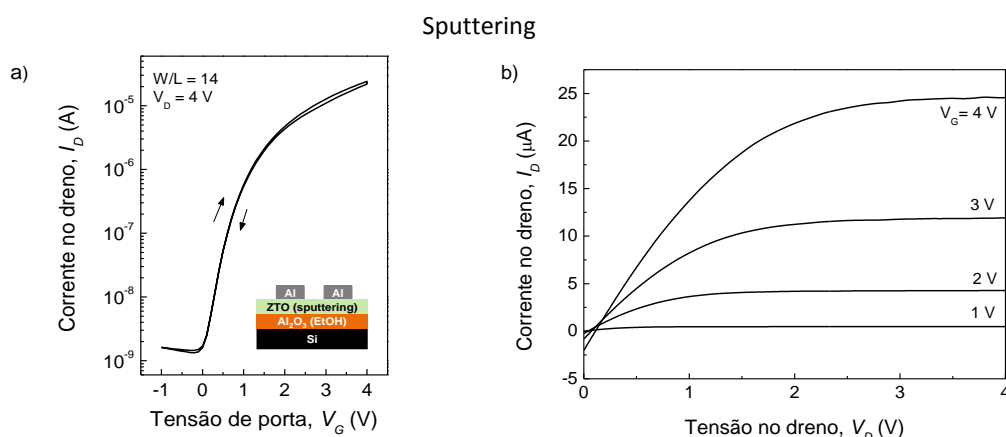 Sputtering
a)
W/L = 14
V_D = 4 V
10^-5
10^-6
10^-7
10^-8
10^-9
Corrente no dreno, I_D (A)
Al Al
ZTO (sputtering)
Al₂O₃ (EtOH)
Si
-1 0 1 2 3 4
Tensão de porta, V_G (V)
b)
25
20
15
10
5
0
-5
Corrente no dreno, I_D (μA)
V_G= 4 V
3 V
2 V
1 V
0 1 2 3 4
Tensão no dreno, V_D (V)